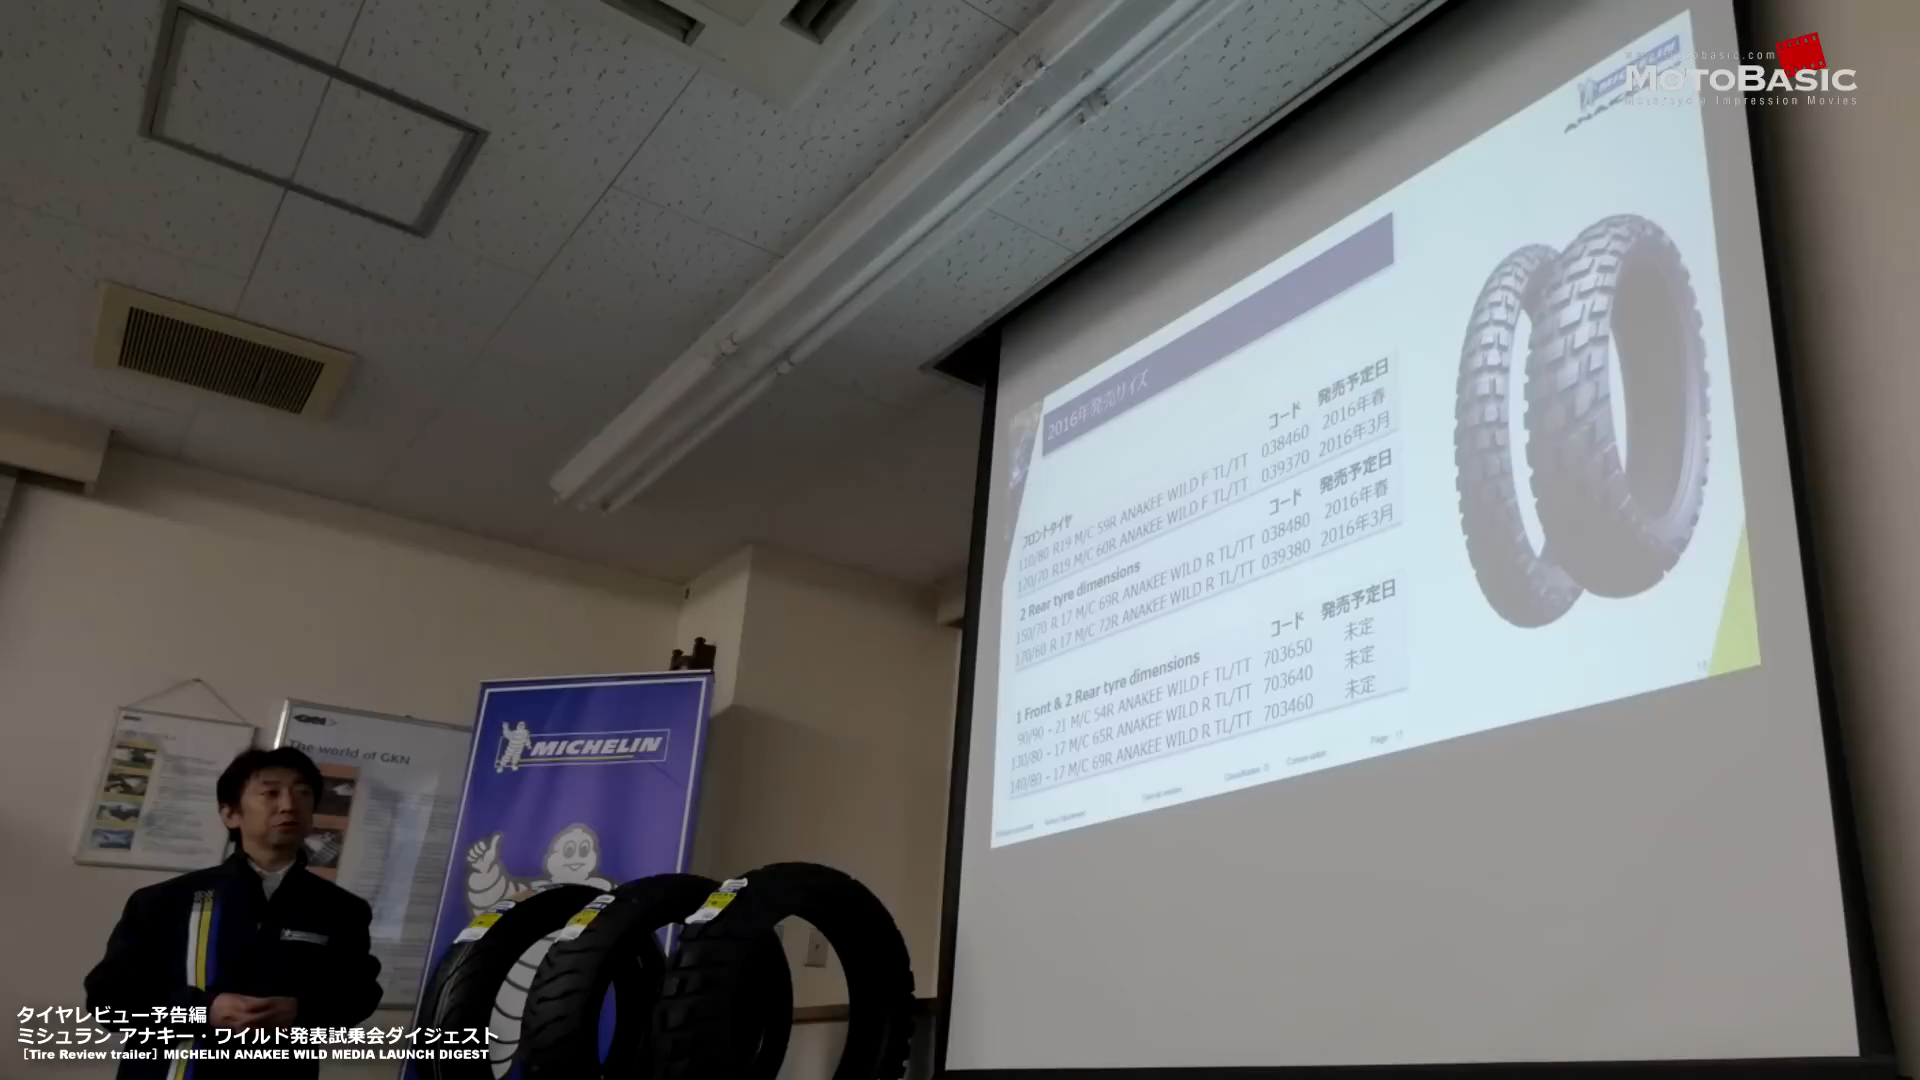 www.motobasic.com
MOTOBASIC
Motorcycle Impression Movies
MICHELIN
2016年発売サイズ
フロントタイヤ コード 発売予定日
110/80 R19 M/C 59R ANAKEE WILD F TL/TT 038460 2016年春
120/70 R19 M/C 60R ANAKEE WILD F TL/TT 039370 2016年3月
2 Rear tyre dimensions コード 発売予定日
150/70 R 17 M/C 69R ANAKEE WILD R TL/TT 038480 2016年春
170/60 R 17 M/C 72R ANAKEE WILD R TL/TT 039380 2016年3月
1 Front & 2 Rear tyre dimensions コード 発売予定日
90/90 - 21 M/C 54R ANAKEE WILD F TL/TT 703650 未定
130/80 - 17 M/C 65R ANAKEE WILD R TL/TT 703640 未定
140/80 - 17 M/C 69R ANAKEE WILD R TL/TT 703460 未定
GKN
The world of GKN
MICHELIN
タイヤレビュー予告編
ミシュラン アナキー・ワイルド発表試乗会ダイジェスト
［Tire Review trailer］MICHELIN ANAKEE WILD MEDIA LAUNCH DIGEST